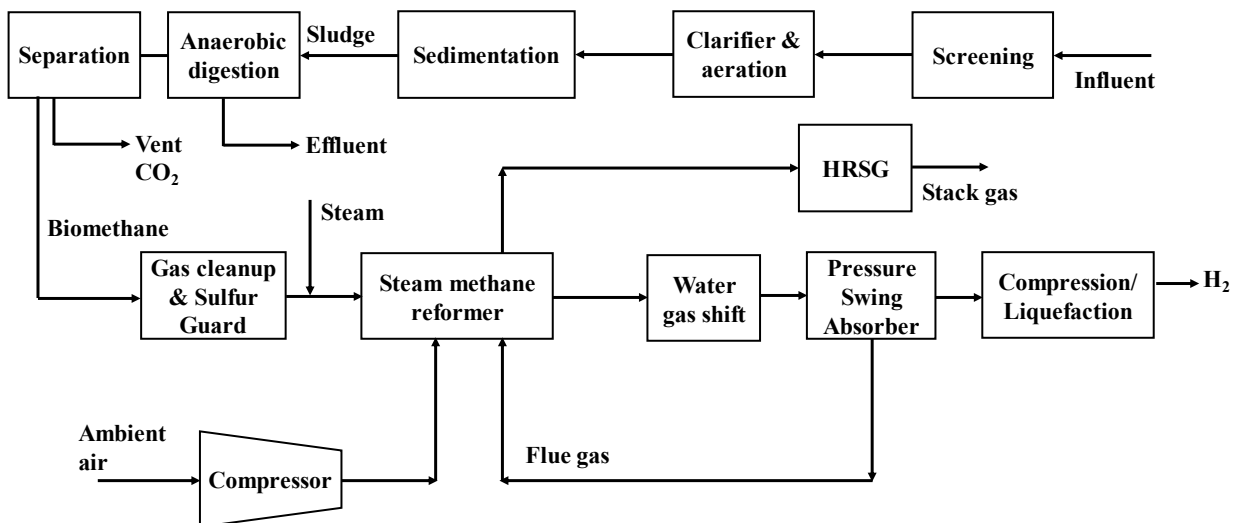 Separation
Anaerobic
digestion
Sludge
Sedimentation
Clarifier &
aeration
Screening
Influent
Vent
CO₂
Effluent
HRSG
Stack gas
Biomethane
Steam
Gas cleanup
& Sulfur
Guard
Steam methane
reformer
Water
gas shift
Pressure
Swing
Absorber
Compression/
Liquefaction
H₂
Ambient
air
Compressor
Flue gas